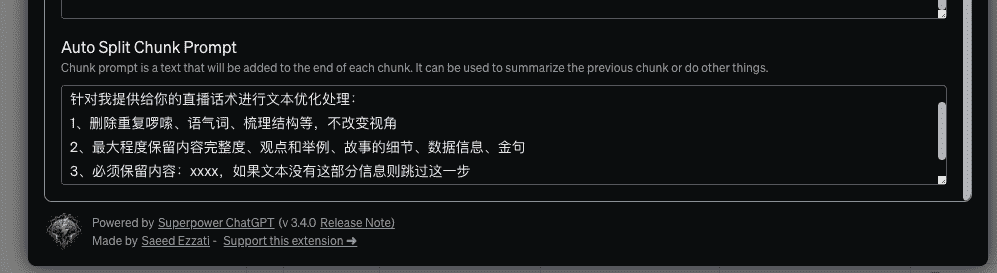 Auto Split Chunk Prompt
Chunk prompt is a text that will be added to the end of each chunk. It can be used to summarize the previous chunk or do other things.
针对我提供给你的直播话术进行文本优化处理：
1、删除重复啰嗦、语气词、梳理结构等，不改变视角
2、最大程度保留内容完整度、观点和举例、故事的细节、数据信息、金句
3、必须保留内容：xxxx，如果文本没有这部分信息则跳过这一步
Powered by Superpower ChatGPT (v 3.4.0 Release Note)
Made by Saeed Ezzati - Support this extension ➜